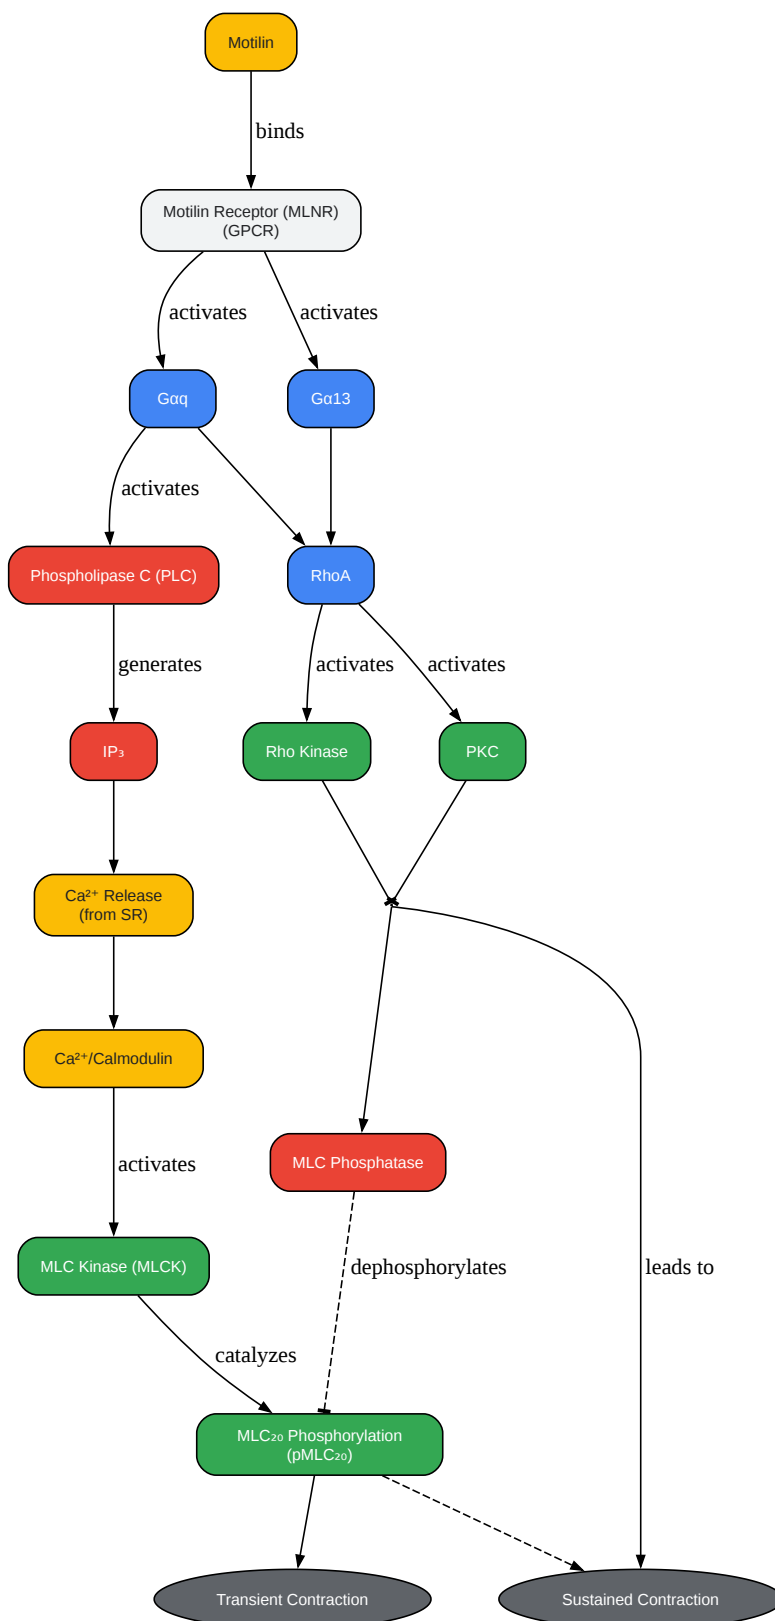 Motilin
binds
Motilin Receptor (MLNR)
(GPCR)
activates
activates
Gαq
Gα13
activates
Phospholipase C (PLC)
RhoA
generates
activates
activates
IP₃
Rho Kinase
PKC
Ca²⁺ Release
(from SR)
Ca²⁺/Calmodulin
activates
MLC Phosphatase
MLC Kinase (MLCK)
dephosphorylates
leads to
catalyzes
MLC₂₀ Phosphorylation
(pMLC₂₀)
Transient Contraction
Sustained Contraction